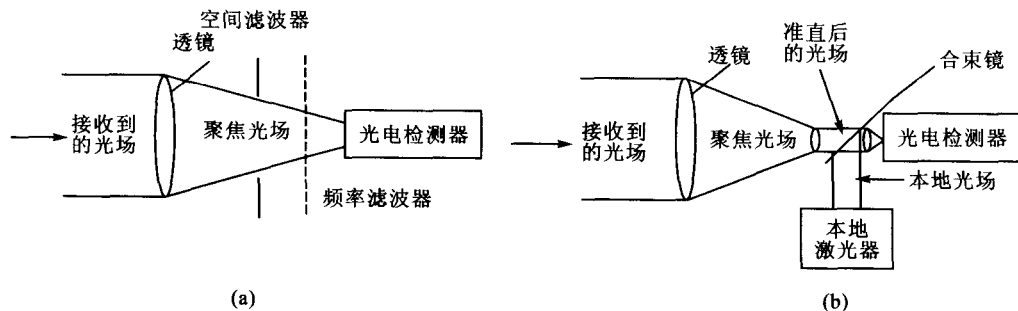 空间滤波器
透镜
接收到
的光场
聚焦光场
光电检测器
频率滤波器
(a)
准直后
的光场
合束镜
透镜
接收到
的光场
聚焦光场
光电检测器
本地光场
本地
激光器
(b)